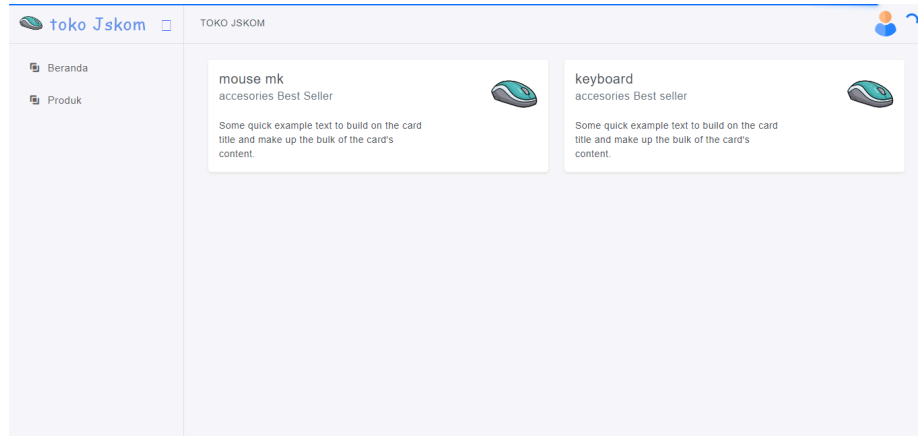 toko Jskom
TOKO JSKOM
Beranda
Produk
mouse mk
accesories Best Seller
Some quick example text to build on the card
title and make up the bulk of the card's
content.
keyboard
accesories Best seller
Some quick example text to build on the card
title and make up the bulk of the card's
content.